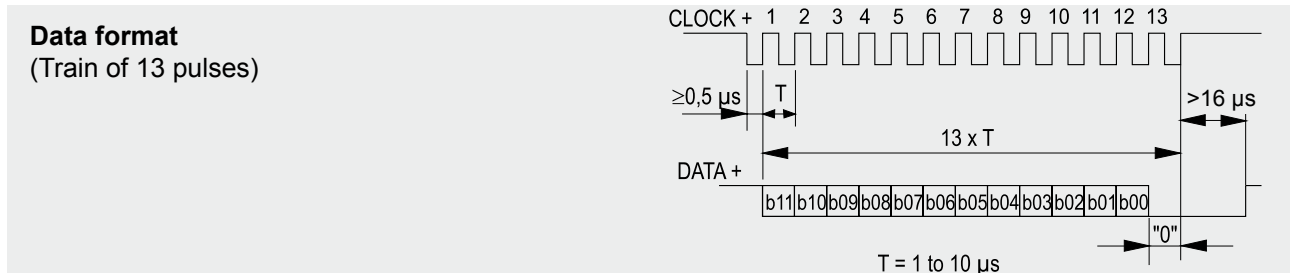 Data format
(Train of 13 pulses)
CLOCK + 1 2 3 4 5 6 7 8 9 10 11 12 13
≥0,5 µs T >16 µs
13 x T
DATA +
b11 b10 b09 b08 b07 b06 b05 b04 b03 b02 b01 b00
"0"
T = 1 to 10 µs